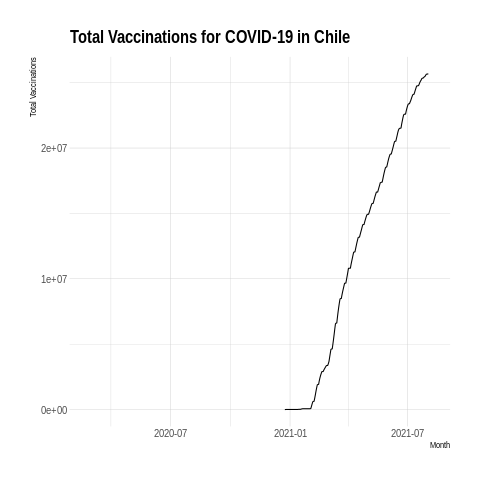 Total Vaccinations for COVID-19 in Chile
Total Vaccinations
2e+07
1e+07
0e+00
2020-07 2021-01 2021-07
Month